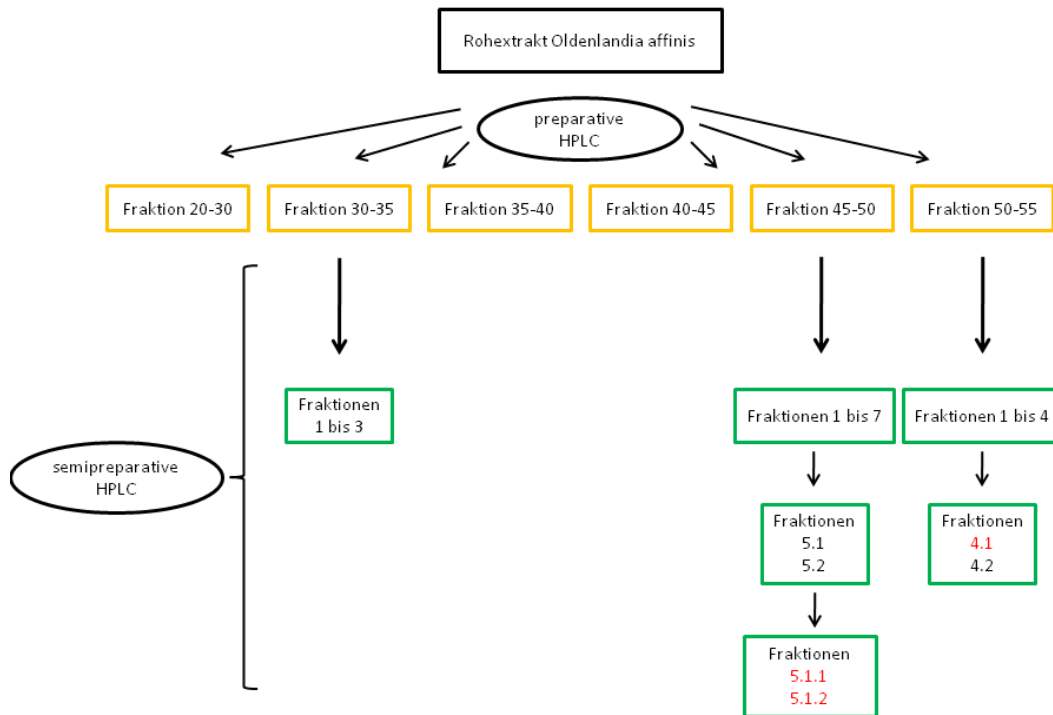 Rohextrakt Oldenlandia affinis
preparative
HPLC
Fraktion 20-30
Fraktion 30-35
Fraktion 35-40
Fraktion 40-45
Fraktion 45-50
Fraktion 50-55
Fraktionen
1 bis 3
Fraktionen 1 bis 7
Fraktionen 1 bis 4
semipreparative
HPLC
Fraktionen
5.1
5.2
Fraktionen
4.1
4.2
Fraktionen
5.1.1
5.1.2